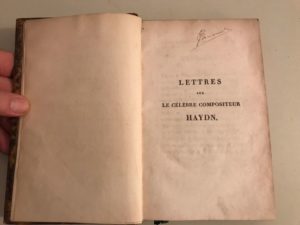 LETTRES
SUR
LE CÉLÈBRE COMPOSITEUR
HAYDN.